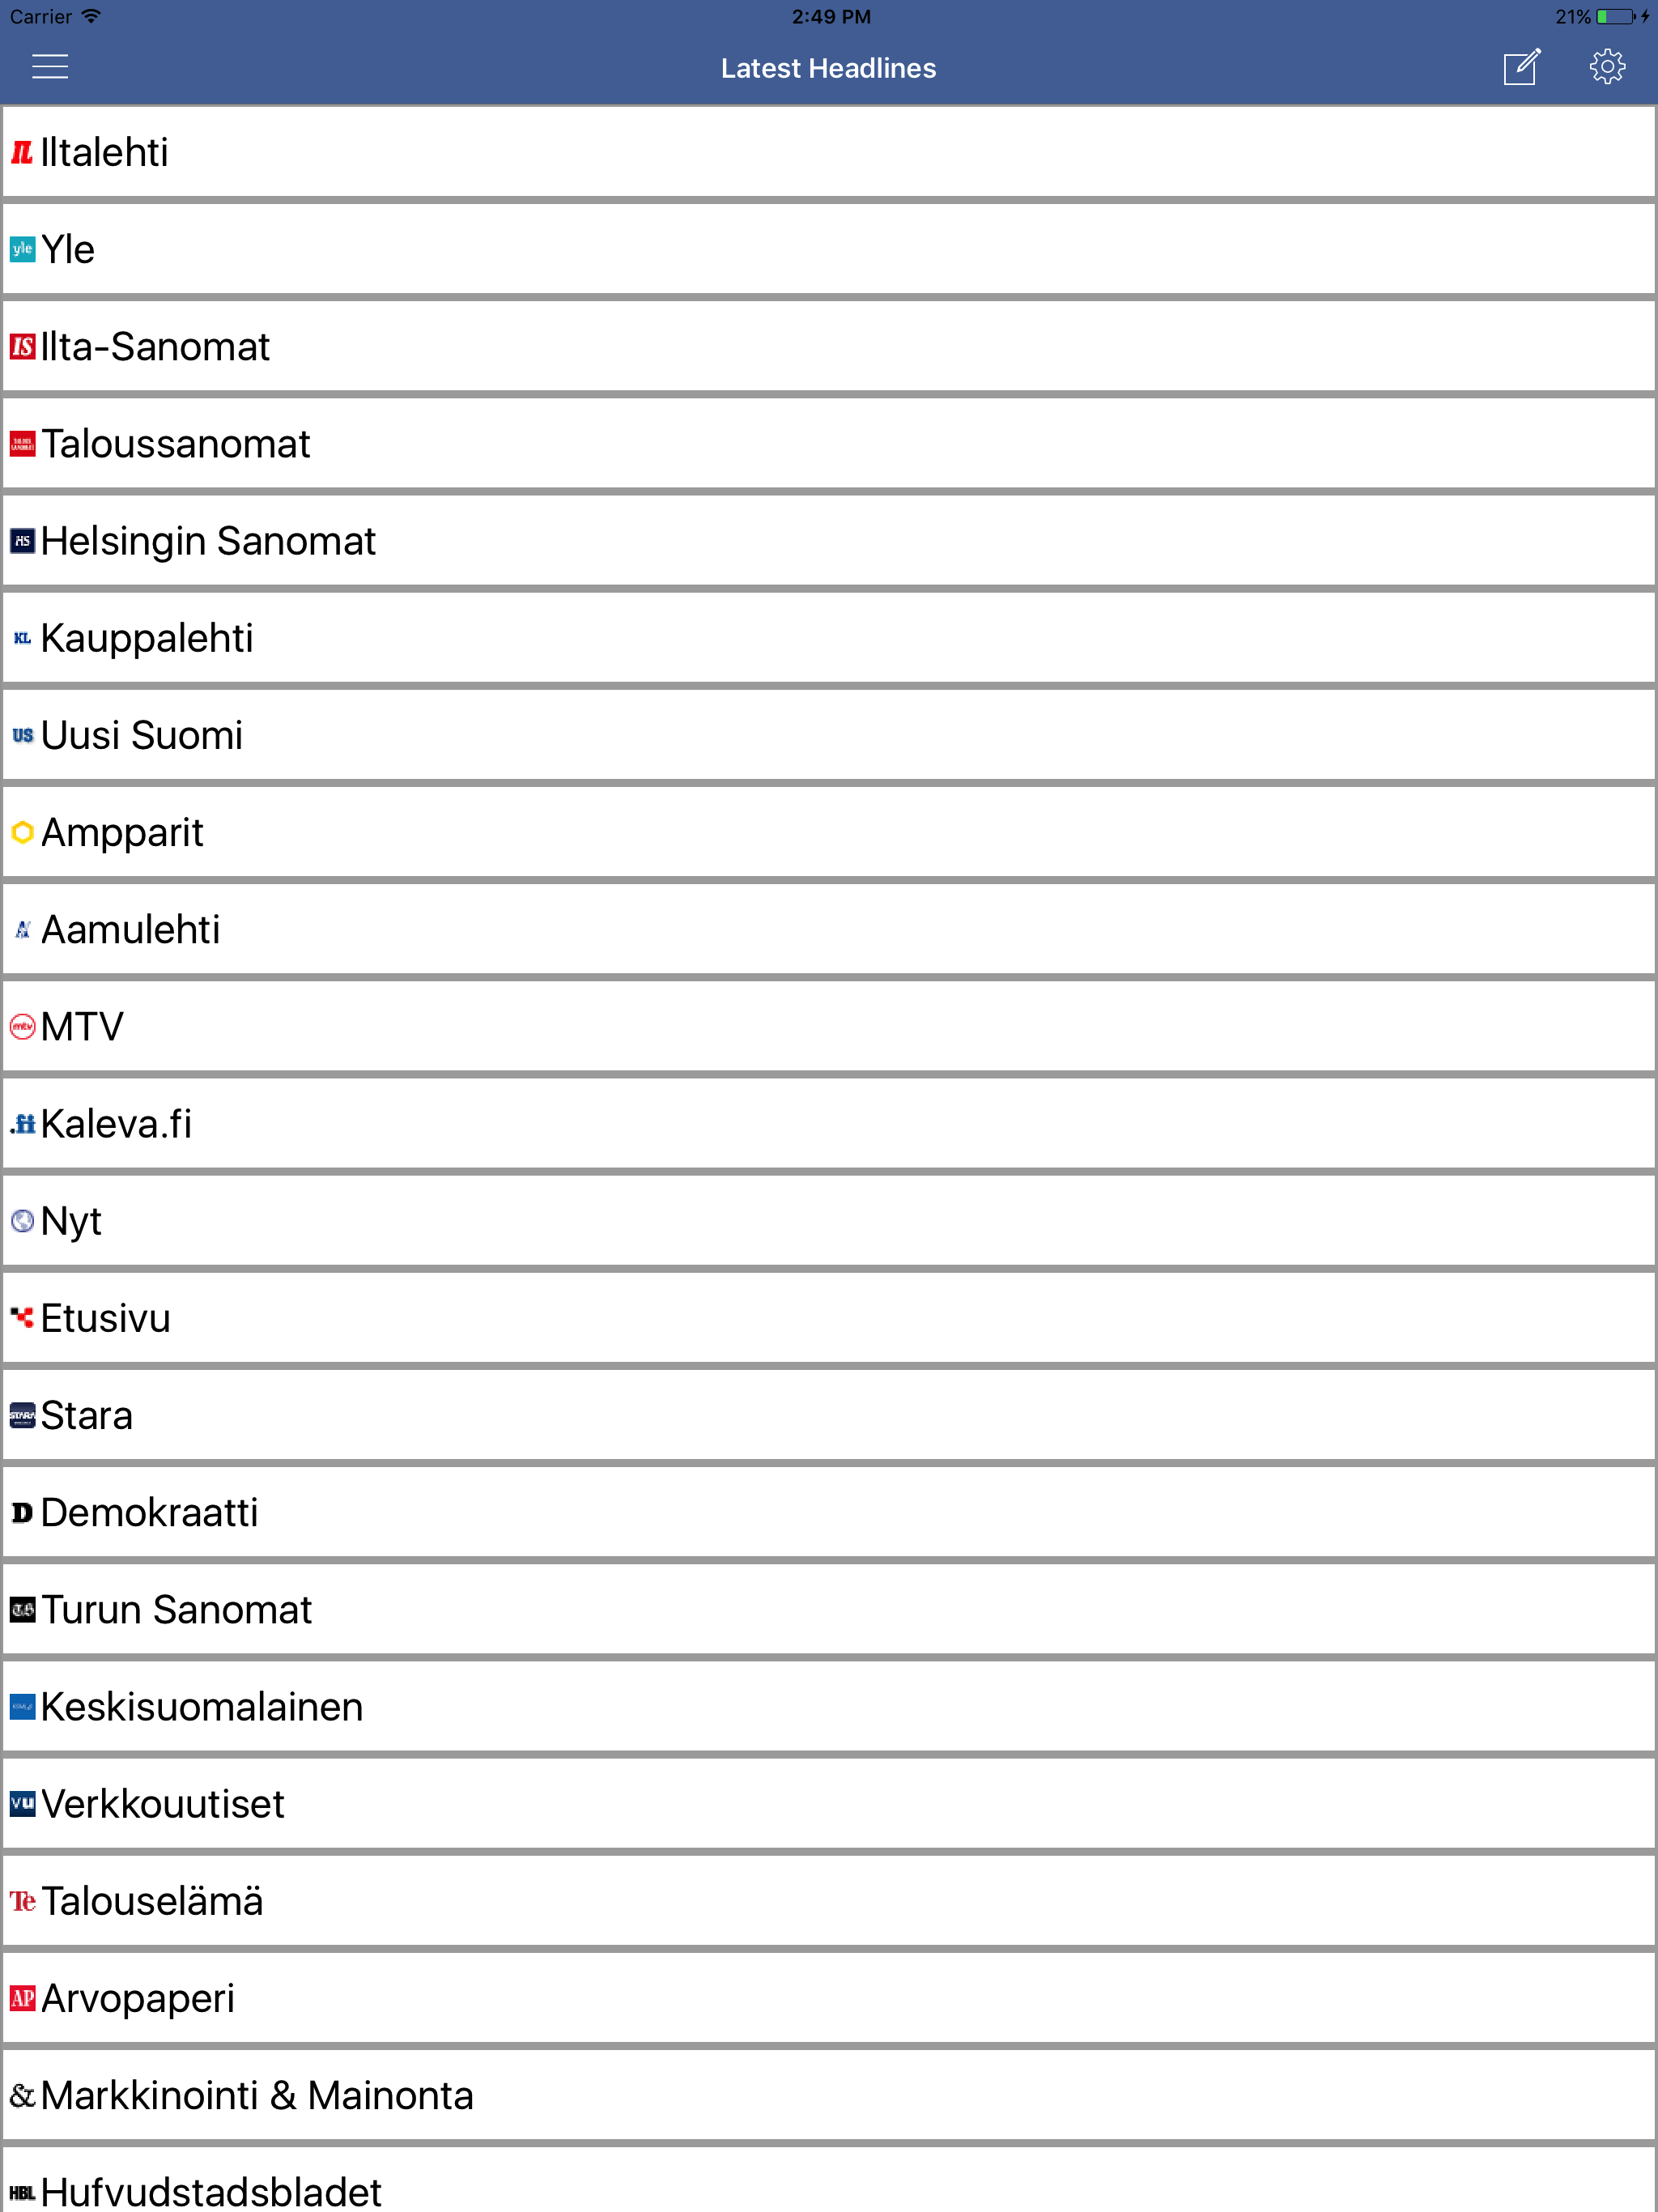 Carrier 2:49 PM 21%
Latest Headlines
IL Iltalehti
yle Yle
IS Ilta-Sanomat
Taloussanomat
HS Helsingin Sanomat
KL Kauppalehti
US Uusi Suomi
Ampparit
Aamulehti
mtv MTV
.fi Kaleva.fi
Nyt
Etusivu
STARA Stara
D Demokraatti
TS Turun Sanomat
Keskisuomalainen
vu Verkkouutiset
Te Talouselämä
AP Arvopaperi
& Markkinointi & Mainonta
HBL Hufvudstadsbladet